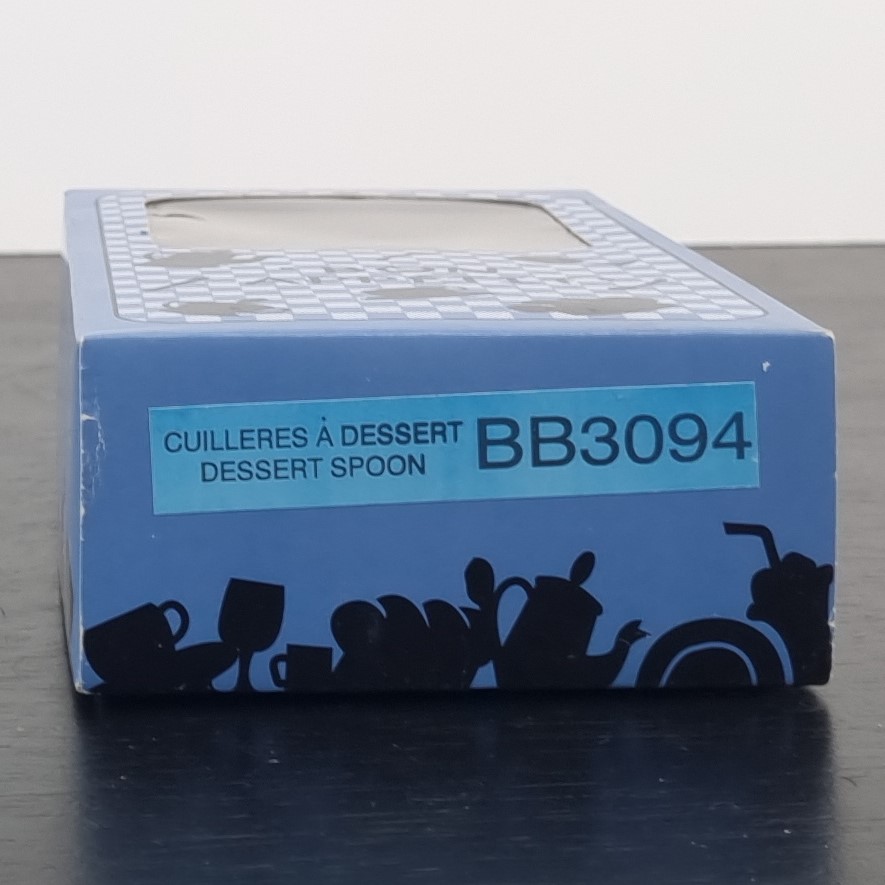 CUILLERES À DESSERT BB3094
DESSERT SPOON